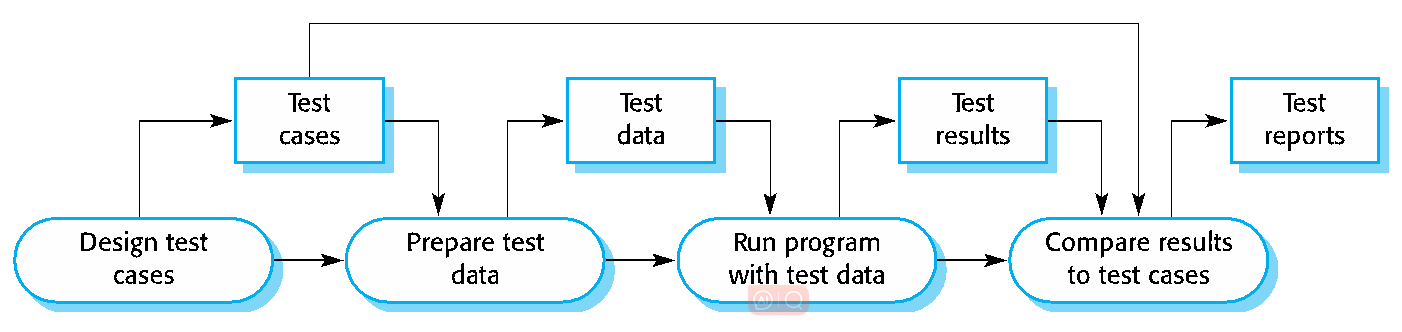 Test
cases
Test
data
Test
results
Test
reports
Design test
cases
Prepare test
data
Run program
with test data
Compare results
to test cases